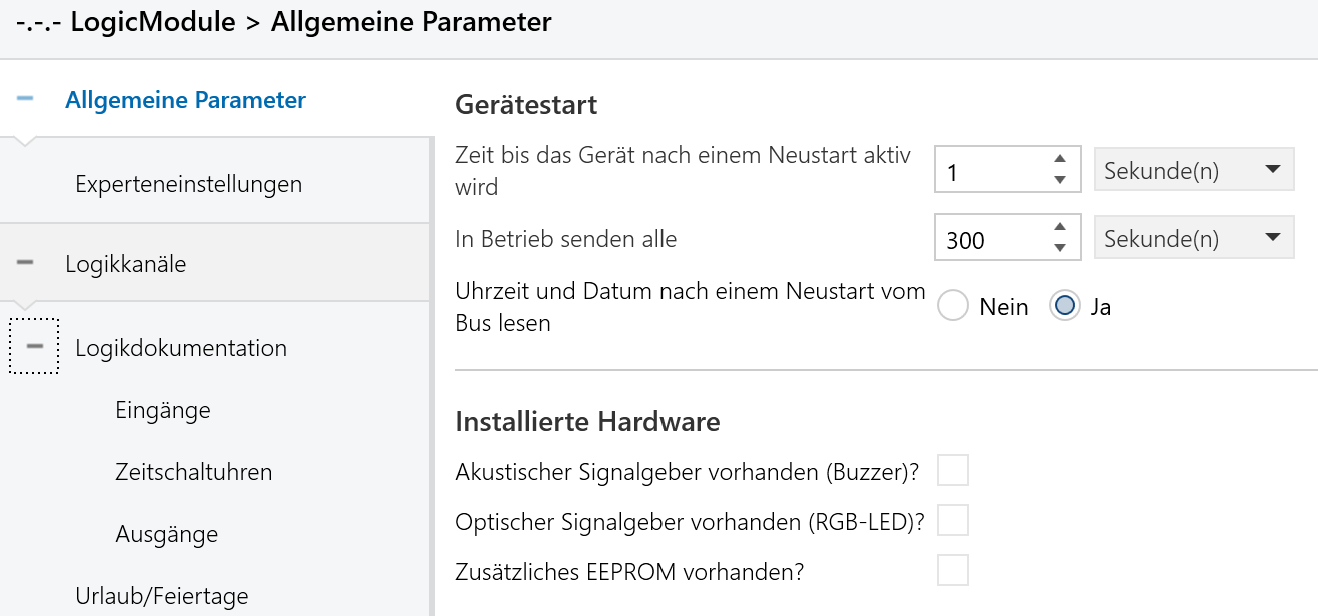 -.-.- LogicModule > Allgemeine Parameter
Allgemeine Parameter
Experteneinstellungen
Logikkanäle
Logikdokumentation
Eingänge
Zeitschaltuhren
Ausgänge
Urlaub/Feiertage
Gerätestart
Zeit bis das Gerät nach einem Neustart aktiv
wird
1
Sekunde(n)
In Betrieb senden alle
300
Sekunde(n)
Uhrzeit und Datum nach einem Neustart vom
Bus lesen
Nein
Ja
Installierte Hardware
Akustischer Signalgeber vorhanden (Buzzer)?
Optischer Signalgeber vorhanden (RGB-LED)?
Zusätzliches EEPROM vorhanden?